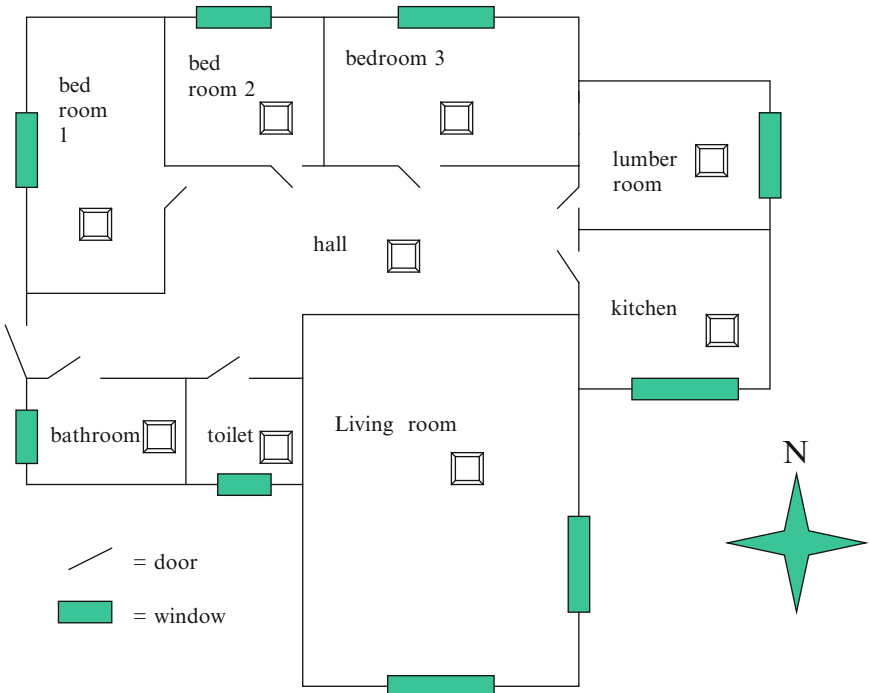 bed
room
1
bed
room 2
bedroom 3
lumber
room
hall
kitchen
bathroom
toilet
Living room
N
= door
= window